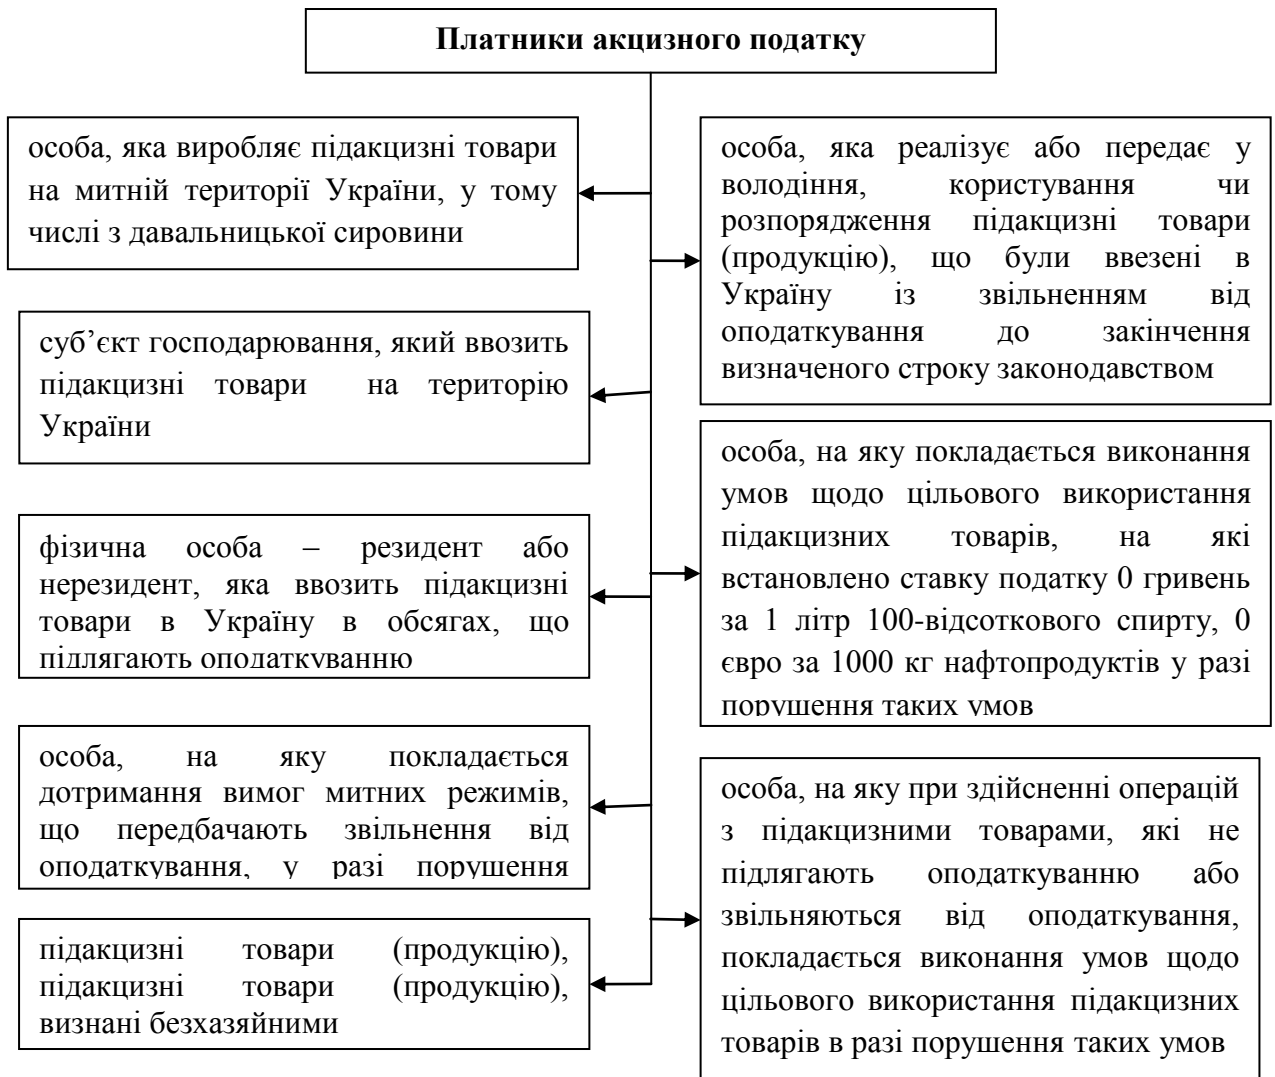 Платники акцизного податку
особа, яка виробляє підакцизні товари
на митній території України, у тому
числі з давальницької сировини
суб’єкт господарювання, який ввозить
підакцизні товари на територію
України
фізична особа – резидент або
нерезидент, яка ввозить підакцизні
товари в Україну в обсягах, що
підлягають оподаткуванню
особа, на яку покладається
дотримання вимог митних режимів,
що передбачають звільнення від
оподаткування, у разі порушення
підакцизні товари (продукцію),
підакцизні товари (продукцію),
визнані безхазяйними
особа, яка реалізує або передає у
володіння, користування чи
розпорядження підакцизні товари
(продукцію), що були ввезені в
Україну із звільненням від
оподаткування до закінчення
визначеного строку законодавством
особа, на яку покладається виконання
умов щодо цільового використання
підакцизних товарів, на які
встановлено ставку податку 0 гривень
за 1 літр 100-відсоткового спирту, 0
євро за 1000 кг нафтопродуктів у разі
порушення таких умов
особа, на яку при здійсненні операцій
з підакцизними товарами, які не
підлягають оподаткуванню або
звільняються від оподаткування,
покладається виконання умов щодо
цільового використання підакцизних
товарів в разі порушення таких умов